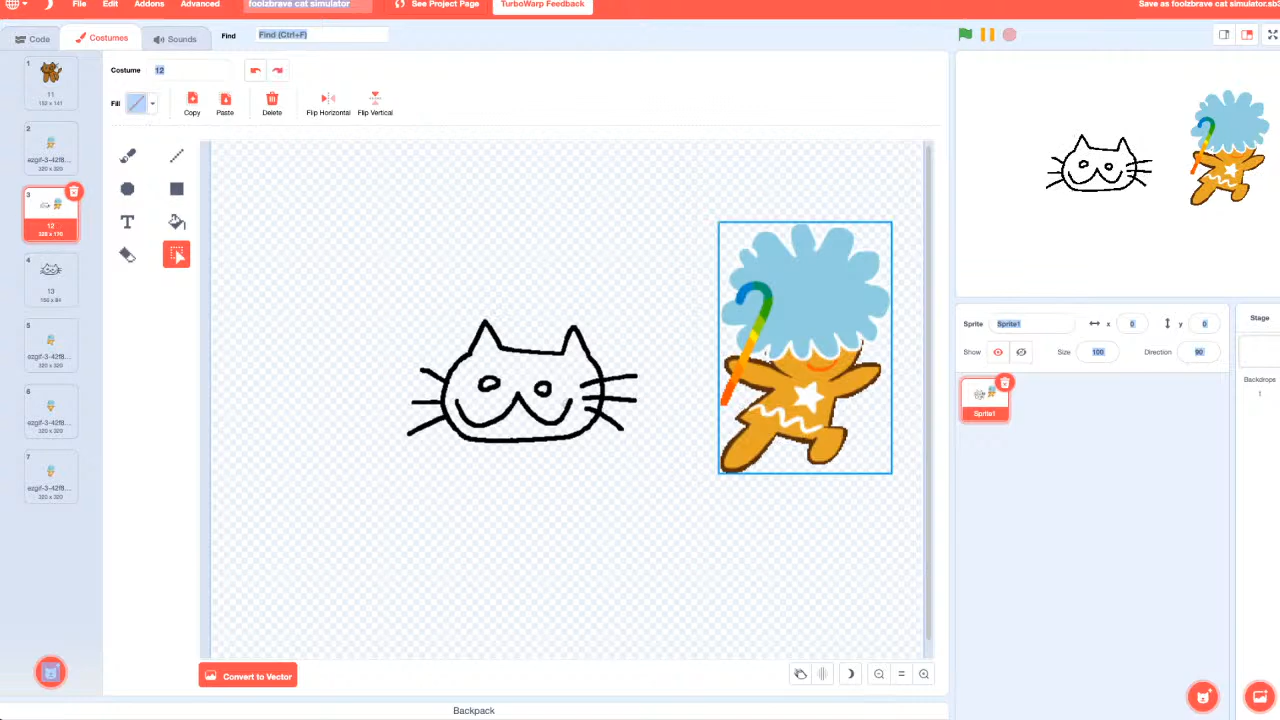 File Edit Addons Advanced foolzbrave cat simulator See Project Page TurboWarp Feedback Save as foolzbrave cat simulator.sb3
Code Costumes Sounds Find Find (Ctrl+F)
Costume 12
Fill Copy Paste Delete Flip Horizontal Flip Vertical
1
11
152 x 141
2
ezgif-3-42f8...
320 x 320
3
12
4
13
5
ezgif-3-42f8...
320 x 320
6
ezgif-3-42f8...
320 x 320
7
ezgif-3-42f8...
320 x 320
T
Convert to Vector
Backpack
Sprite Sprite1 x 0 y 0
Show Size 100 Direction 90
Sprite1
Stage
Backdrops
1